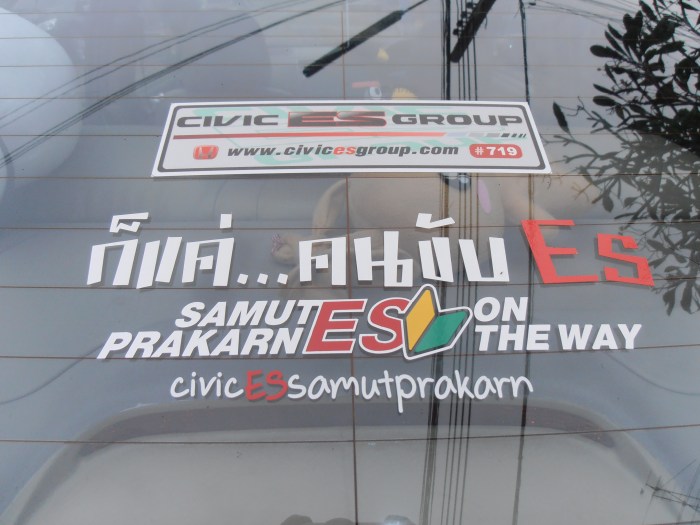 CIVIC ES GROUP
www.civicesgroup.com #719
ก็แค่...คนขับ Es
SAMUT PRAKARN ES ON THE WAY
civicESsamutprakarn